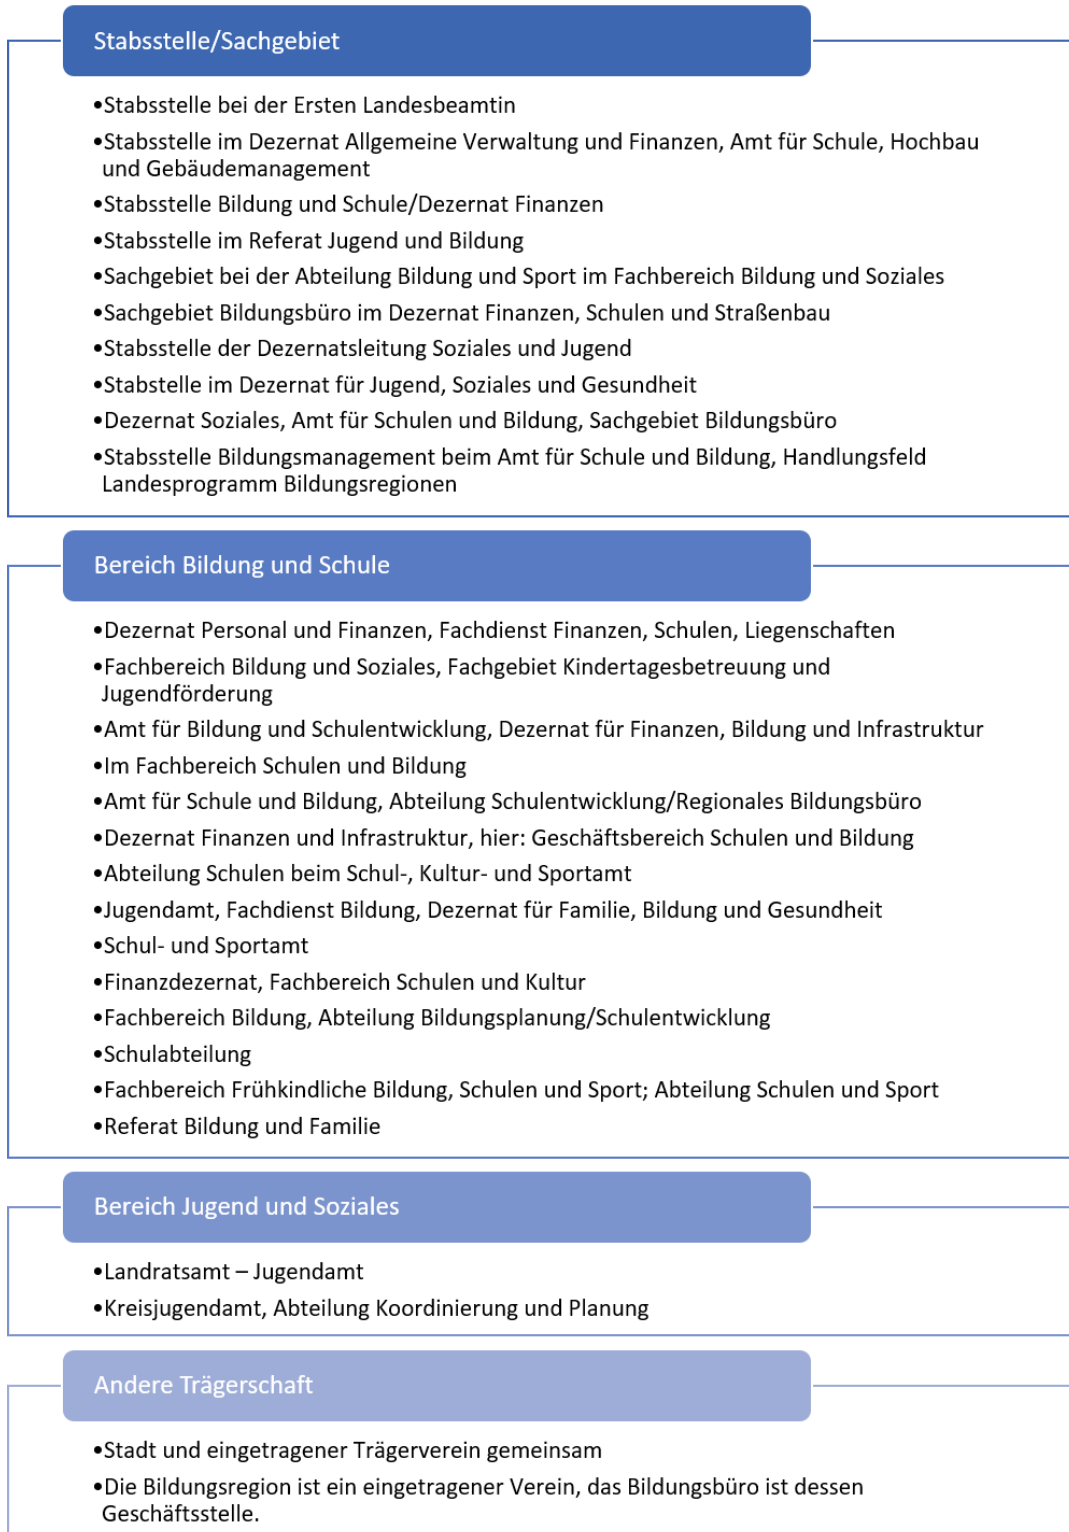 Stabsstelle/Sachgebiet
•Stabsstelle bei der Ersten Landesbeamtin
•Stabsstelle im Dezernat Allgemeine Verwaltung und Finanzen, Amt für Schule, Hochbau
und Gebäudemanagement
•Stabsstelle Bildung und Schule/Dezernat Finanzen
•Stabsstelle im Referat Jugend und Bildung
•Sachgebiet bei der Abteilung Bildung und Sport im Fachbereich Bildung und Soziales
•Sachgebiet Bildungsbüro im Dezernat Finanzen, Schulen und Straßenbau
•Stabsstelle der Dezernatsleitung Soziales und Jugend
•Stabstelle im Dezernat für Jugend, Soziales und Gesundheit
•Dezernat Soziales, Amt für Schulen und Bildung, Sachgebiet Bildungsbüro
•Stabsstelle Bildungsmanagement beim Amt für Schule und Bildung, Handlungsfeld
Landesprogramm Bildungsregionen
Bereich Bildung und Schule
•Dezernat Personal und Finanzen, Fachdienst Finanzen, Schulen, Liegenschaften
•Fachbereich Bildung und Soziales, Fachgebiet Kindertagesbetreuung und
Jugendförderung
•Amt für Bildung und Schulentwicklung, Dezernat für Finanzen, Bildung und Infrastruktur
•Im Fachbereich Schulen und Bildung
•Amt für Schule und Bildung, Abteilung Schulentwicklung/Regionales Bildungsbüro
•Dezernat Finanzen und Infrastruktur, hier: Geschäftsbereich Schulen und Bildung
•Abteilung Schulen beim Schul-, Kultur- und Sportamt
•Jugendamt, Fachdienst Bildung, Dezernat für Familie, Bildung und Gesundheit
•Schul- und Sportamt
•Finanzdezernat, Fachbereich Schulen und Kultur
•Fachbereich Bildung, Abteilung Bildungsplanung/Schulentwicklung
•Schulabteilung
•Fachbereich Frühkindliche Bildung, Schulen und Sport; Abteilung Schulen und Sport
•Referat Bildung und Familie
Bereich Jugend und Soziales
•Landratsamt – Jugendamt
•Kreisjugendamt, Abteilung Koordinierung und Planung
Andere Trägerschaft
•Stadt und eingetragener Trägerverein gemeinsam
•Die Bildungsregion ist ein eingetragener Verein, das Bildungsbüro ist dessen
Geschäftsstelle.